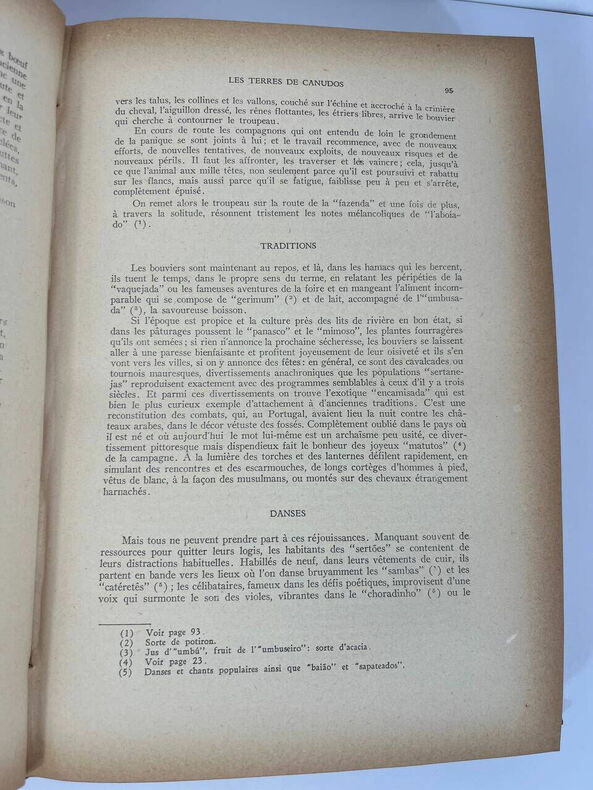 bœuf
cienne
une
ute et
en la
leur
te et
re de
clées,
uttes
nant,
ents,
sson
LES TERRES DE CANUDOS
95
vers les talus, les collines et les vallons, couché sur l'échine et accroché à la crinière
du cheval, l'aiguillon dressé, les rênes flottantes, les étriers libres, arrive le bouvier
qui cherche à contourner le troupeau.
En cours de route les compagnons qui ont entendu de loin le grondement
de la panique se sont joints à lui; et le travail recommence, avec de nouveaux
efforts, de nouvelles tentatives, de nouveaux exploits, de nouveaux risques et de
nouveaux périls. Il faut les affronter, les traverser et lés vaincre; cela, jusqu'à
ce que l'animal aux mille têtes, non seulement parce qu'il est poursuivi et rabattu
sur les flancs, mais aussi parce qu'il se fatigue, faiblisse peu à peu et s'arrête,
complètement épuisé.
On remet alors le troupeau sur la route de la "fazenda" et une fois de plus,
à travers la solitude, résonnent tristement les notes mélancoliques de "l'aboia-
do" (¹).
TRADITIONS
Les bouviers sont maintenant au repos, et là, dans les hamacs qui les bercent,
ils tuent le temps, dans le propre sens du terme, en relatant les péripéties de la
"vaquejada" ou les fameuses aventures de la foire et en mangeant l'aliment incom-
parable qui se compose de "gerimum" (²) et de lait, accompagné de l'"umbusa-
da" (³), la savoureuse boisson.
Si l'époque est propice et la culture près des lits de rivière en bon état, si
dans les pâturages poussent le "panasco" et le "mimoso", les plantes fourragères
qu'ils ont semées; si rien n'annonce la prochaine sécheresse, les bouviers se laissent
aller à une paresse bienfaisante et profitent joyeusement de leur oisiveté et ils s'en
vont vers les villes, si on y annonce des fêtes: en général, ce sont des cavalcades ou
tournois mauresques, divertissements anachroniques que les populations "sertane-
jas" reproduisent exactement avec des programmes semblables à ceux d'il y a trois
siècles. Et parmi ces divertissements on trouve l'exotique "encamisada" qui est
bien le plus curieux exemple d'attachement à d'anciennes traditions. C'est une
reconstitution des combats, qui, au Portugal, avaient lieu la nuit contre les châ-
teaux arabes, dans le décor vétuste des fossés. Complètement oublié dans le pays où
il est né et où aujourd'hui le mot lui-même est un archaïsme peu usité, ce diver-
tissement pittoresque mais dispendieux fait le bonheur des joyeux "matutos" (⁴)
de la campagne. À la lumière des torches et des lanternes défilent rapidement, en
simulant des rencontres et des escarmouches, de longs cortèges d'hommes à pied,
vêtus de blanc, à la façon des musulmans, ou montés sur des chevaux étrangement
harnachés.
DANSES
Mais tous ne peuvent prendre part à ces réjouissances. Manquant souvent de
ressources pour quitter leurs logis, les habitants des "sertões" se contentent de
leurs distractions habituelles. Habillés de neuf, dans leurs vêtements de cuir, ils
partent en bande vers les lieux où l'on danse bruyamment les "sambas" (⁵) et les
"catéretês" (⁵); les célibataires, fameux dans les défis poétiques, improvisent d'une
voix qui surmonte le son des violes, vibrantes dans le "choradinho" (⁵) ou le
(1) Voir page 93.
(2) Sorte de potiron.
(3) Jus d'"umbú", fruit de l'"umbuseiro": sorte d'acacia.
(4) Voir page 23.
(5) Danses et chants populaires ainsi que "baião" et "sapateados".